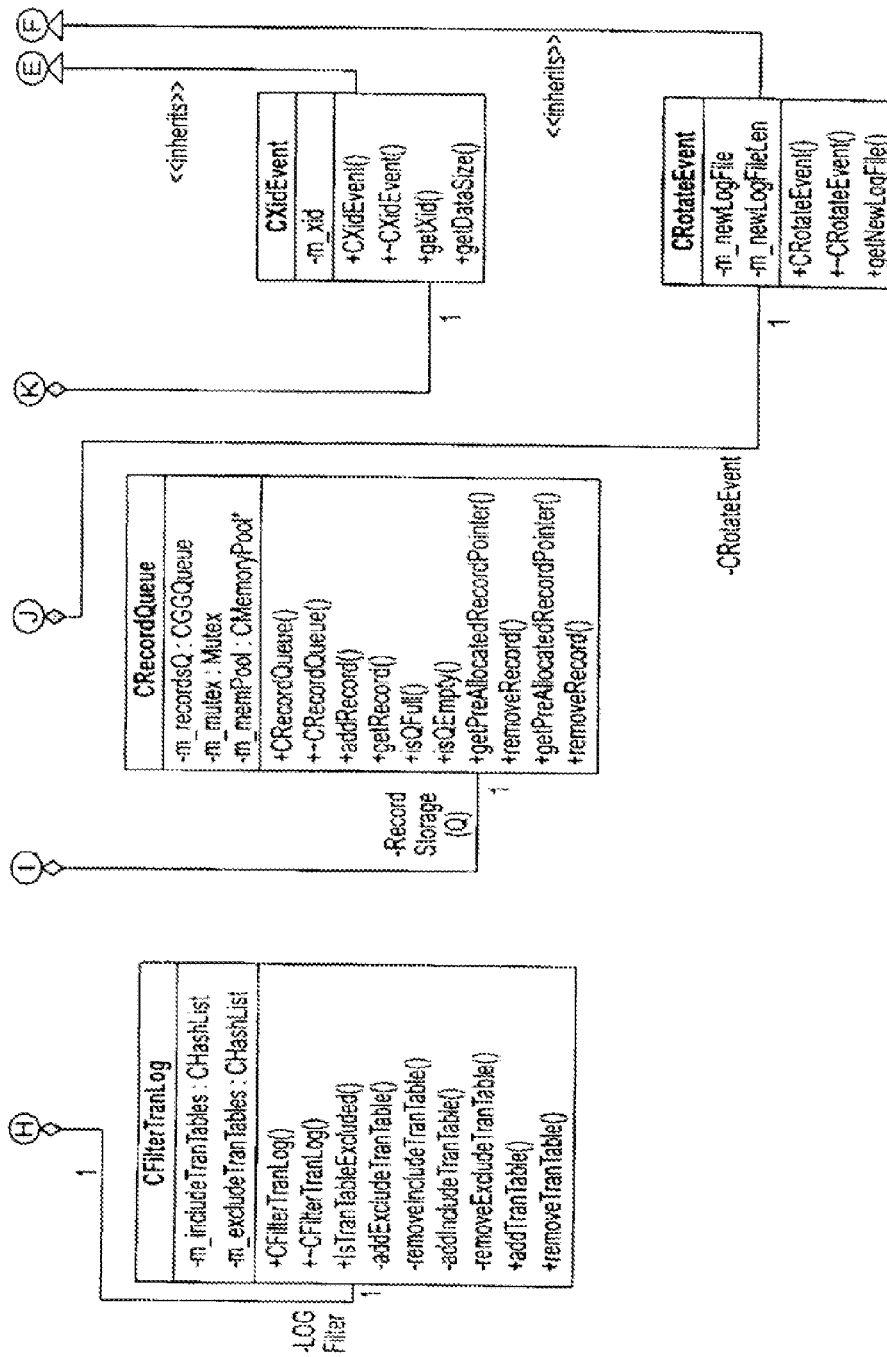 H
1
-LOG
Filter
1
CFilterTranLog
-m_includeTranTables : CHashList
-m_excludeTranTables : CHashList
+CFilterTranLog()
+~CFilterTranLog()
+isTranTableExcluded()
-addExcludeTranTable()
-removeIncludeTranTable()
-addIncludeTranTable()
-removeExcludeTranTable()
+addTranTable()
+removeTranTable()
I
-Record
Storage
(Q)
1
CRecordQueue
-m_recordsQ : CGGQueue
-m_mutex : Mutex
-m_memPool : CMemoryPool*
+CRecordQueue()
+~CRecordQueue()
+addRecord()
+getRecord()
+isQFull()
+isQEmpty()
+getPreAllocatedRecordPointer()
+removeRecord()
+getPreAllocatedRecordPointer()
+removeRecord()
J
-CRotateEvent
1
K
1
CXidEvent
-m_xid
+CXidEvent()
+~CXidEvent()
+getXid()
+getDataSize()
<<inherits>>
E
CRotateEvent
-m_newLogFile
-m_newLogFileLen
+CRotateEvent()
+~CRotateEvent()
+getNewLogFile()
<<inherits>>
F